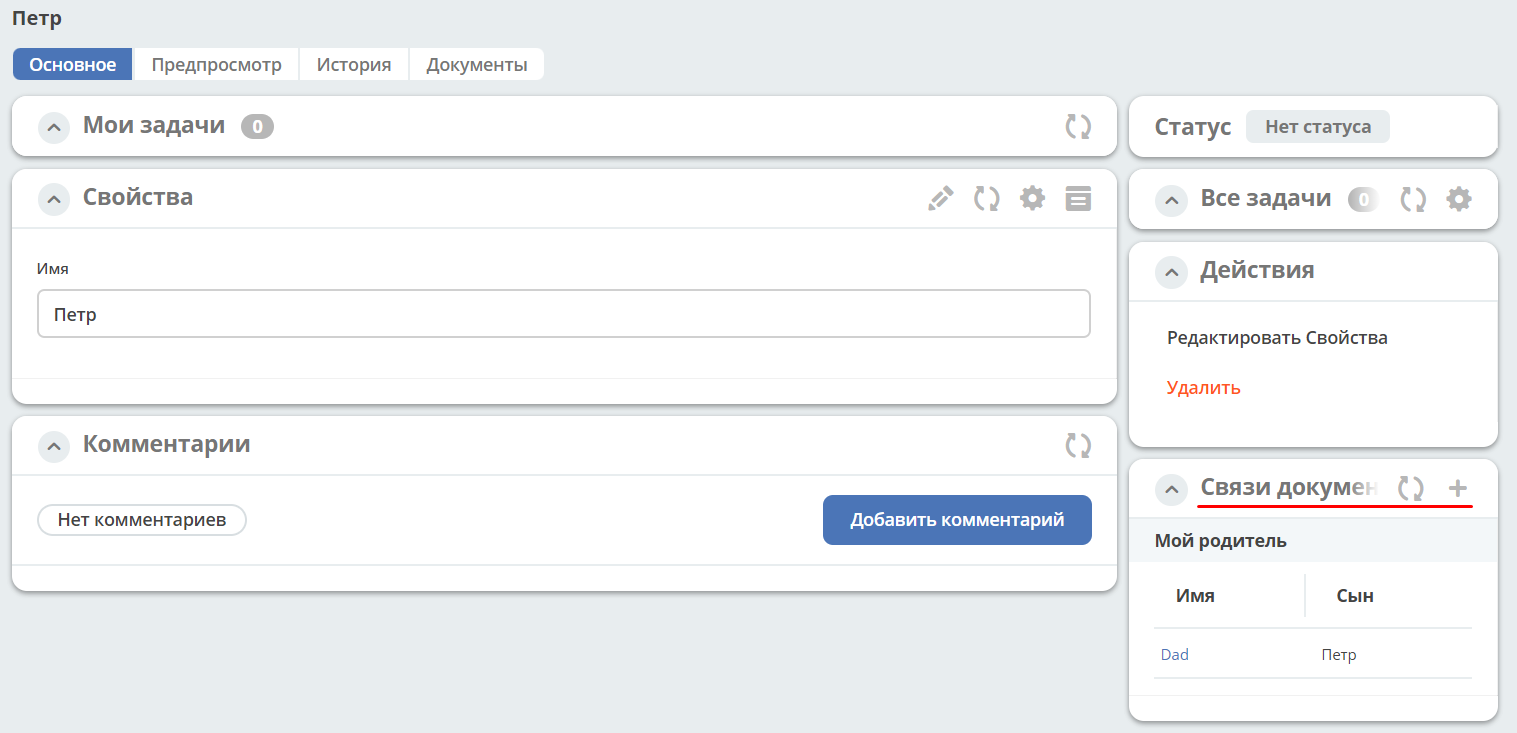 Петр
Основное Предпросмотр История Документы
Мои задачи 0
Свойства
Имя
Петр
Комментарии
Нет комментариев Добавить комментарий
Статус Нет статуса
Все задачи 0
Действия
Редактировать Свойства
Удалить
Связи докумен
Мой родитель
Имя Сын
Dad Петр